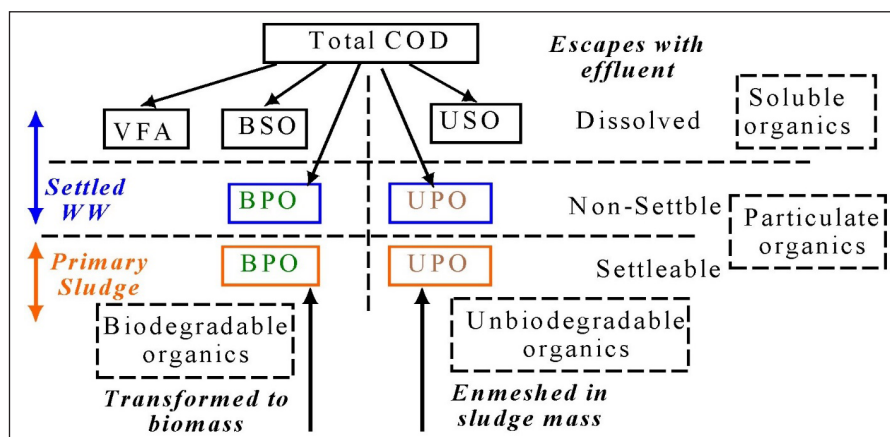 Total COD
Escapes with
effluent
VFA
BSO
USO
Dissolved
Soluble
organics
Settled
WW
BPO
UPO
Non-Settble
Particulate
organics
Primary
Sludge
BPO
UPO
Settleable
Biodegradable
organics
Unbiodegradable
organics
Transformed to
biomass
Enmeshed in
sludge mass